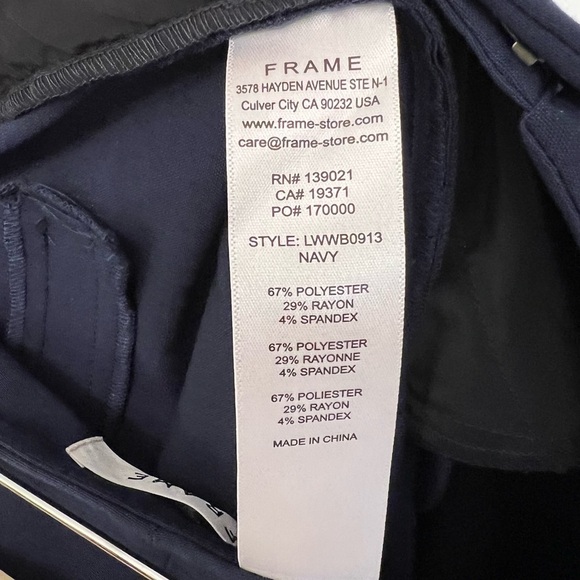 FRAME
3578 HAYDEN AVENUE STE N-1
Culver City CA 90232 USA
www.frame-store.com
care@frame-store.com
RN# 139021
CA# 19371
PO# 170000
STYLE: LWWB0913
NAVY
67% POLYESTER
29% RAYON
4% SPANDEX
67% POLYESTER
29% RAYONNE
4% SPANDEX
67% POLIESTER
29% RAYON
4% SPANDEX
MADE IN CHINA